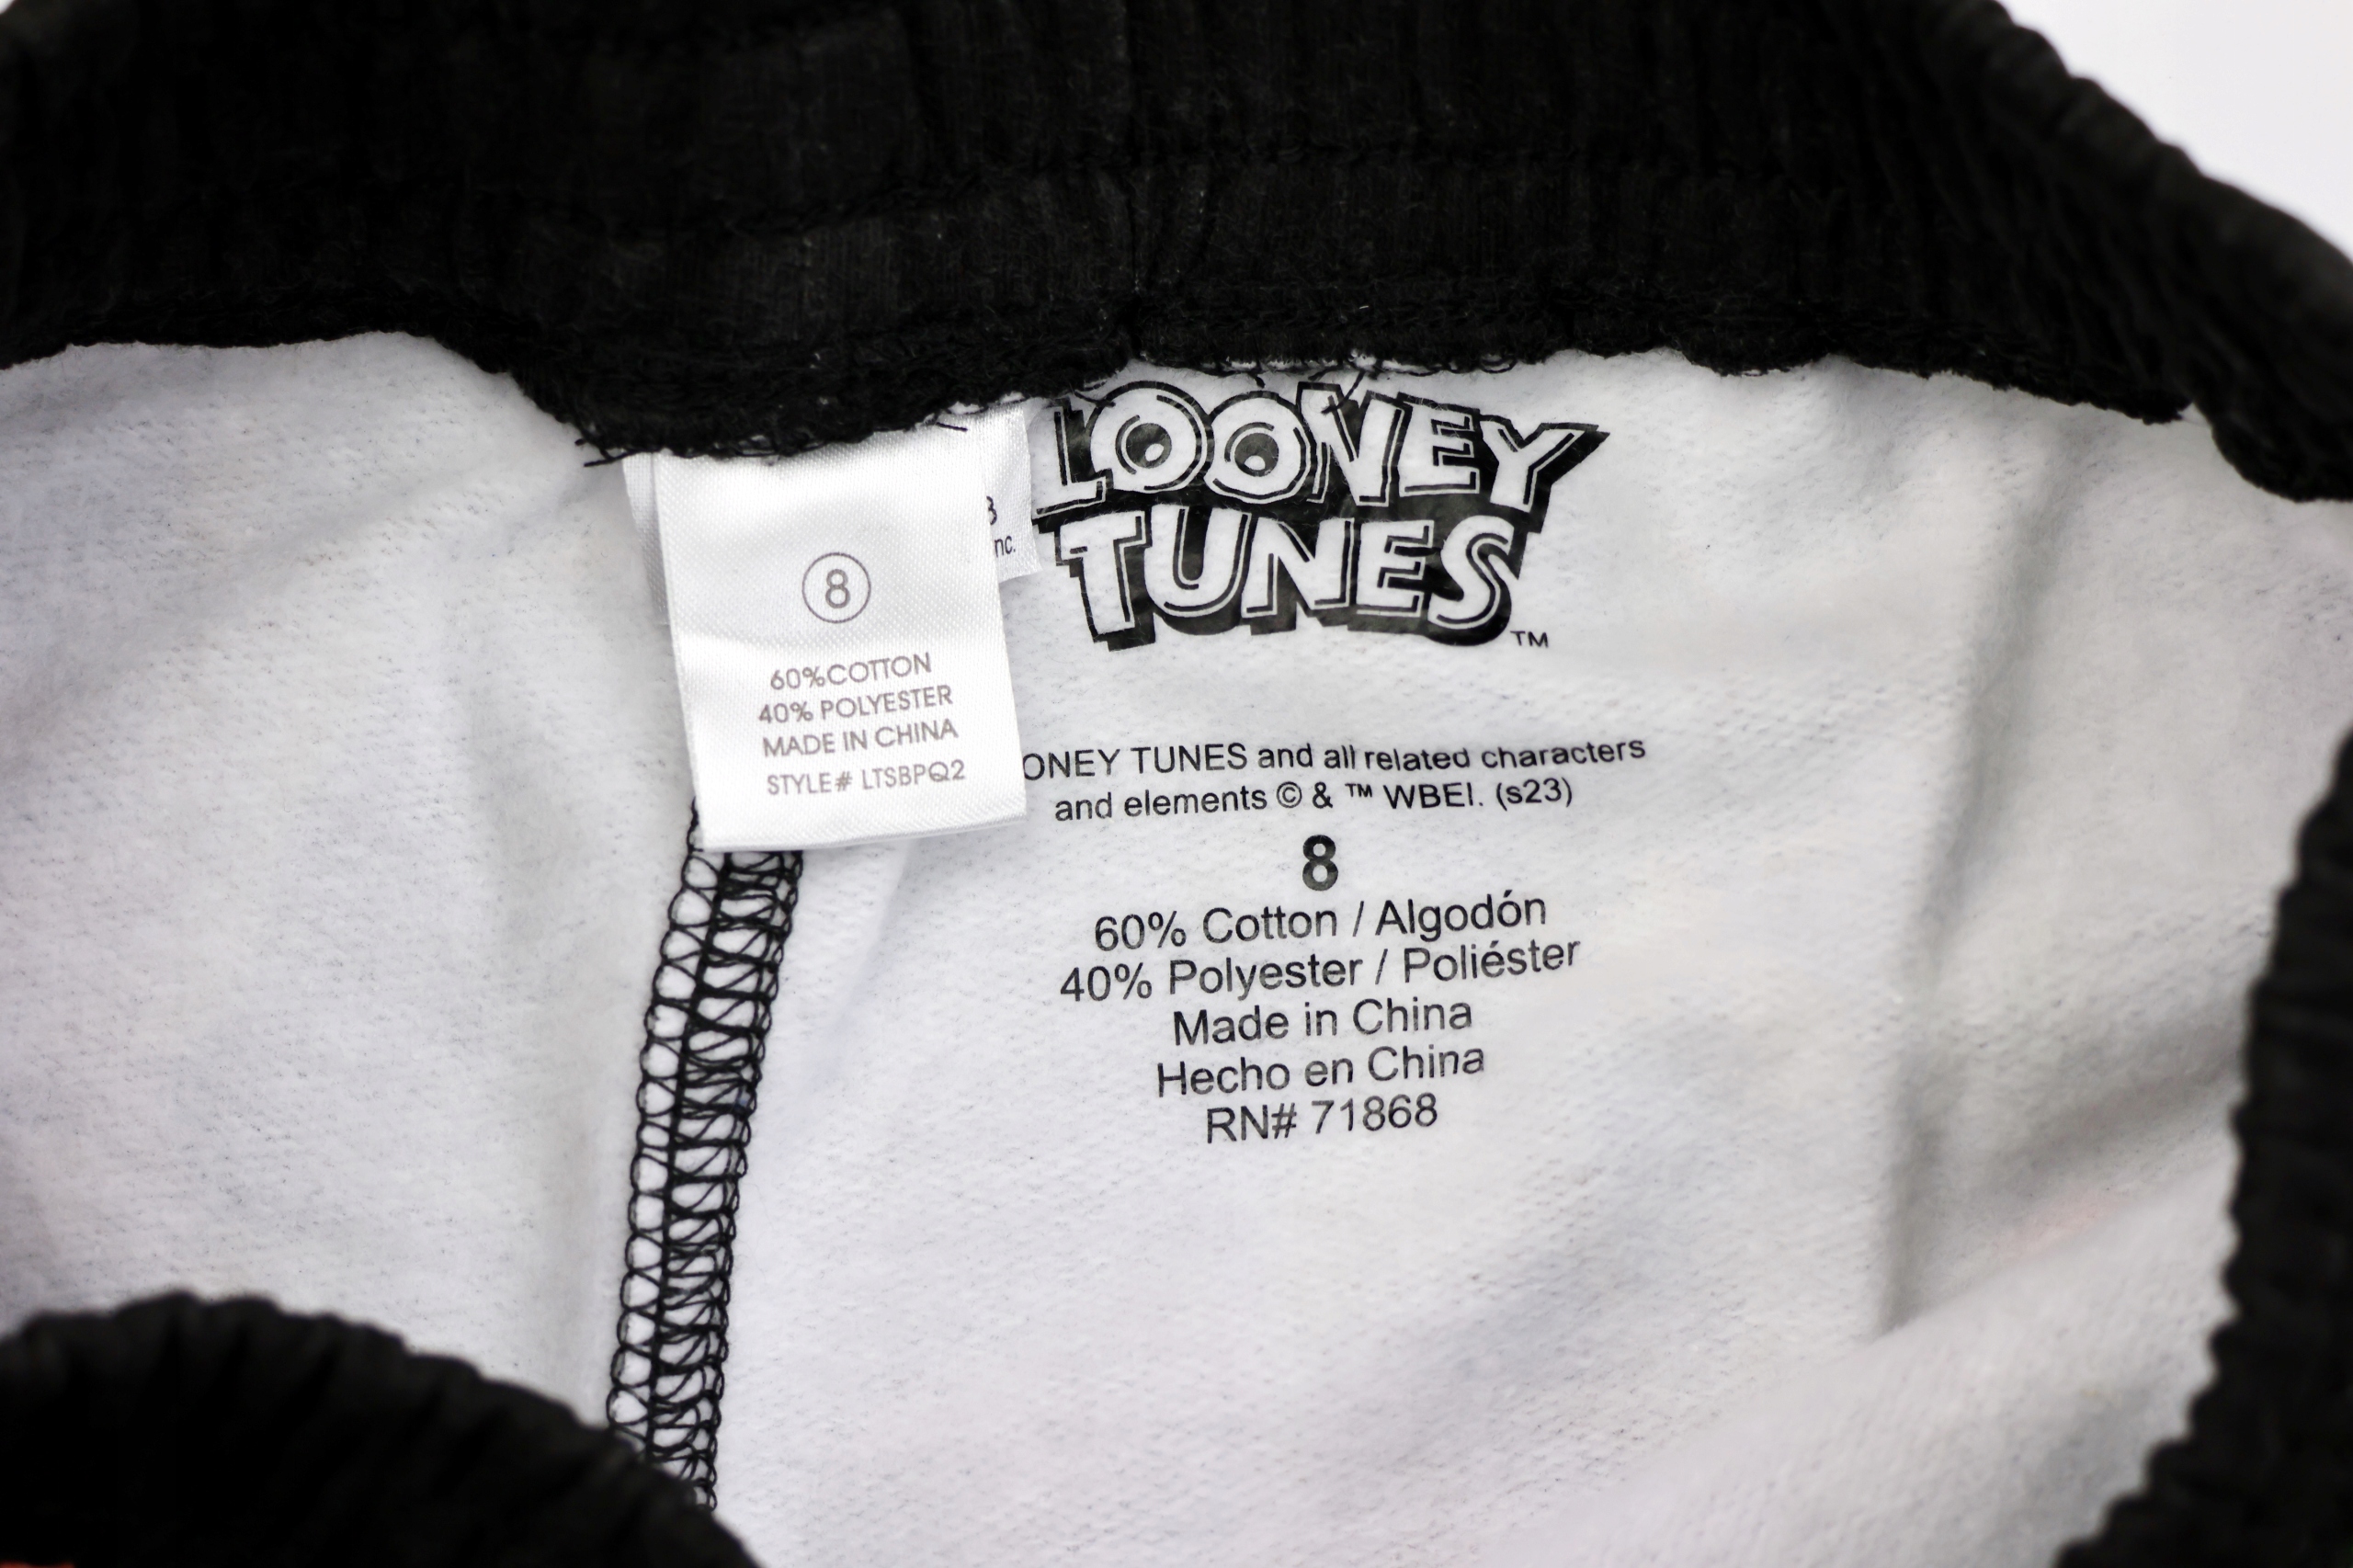 8
60%COTTON
40% POLYESTER
MADE IN CHINA
STYLE# LTSBPQ2
LOONEY
TUNES
TM
TUNES and all related characters
and elements © & ™ WBEI. (s23)
8
60% Cotton / Algodón
40% Polyester / Poliéster
Made in China
Hecho en China
RN# 71868